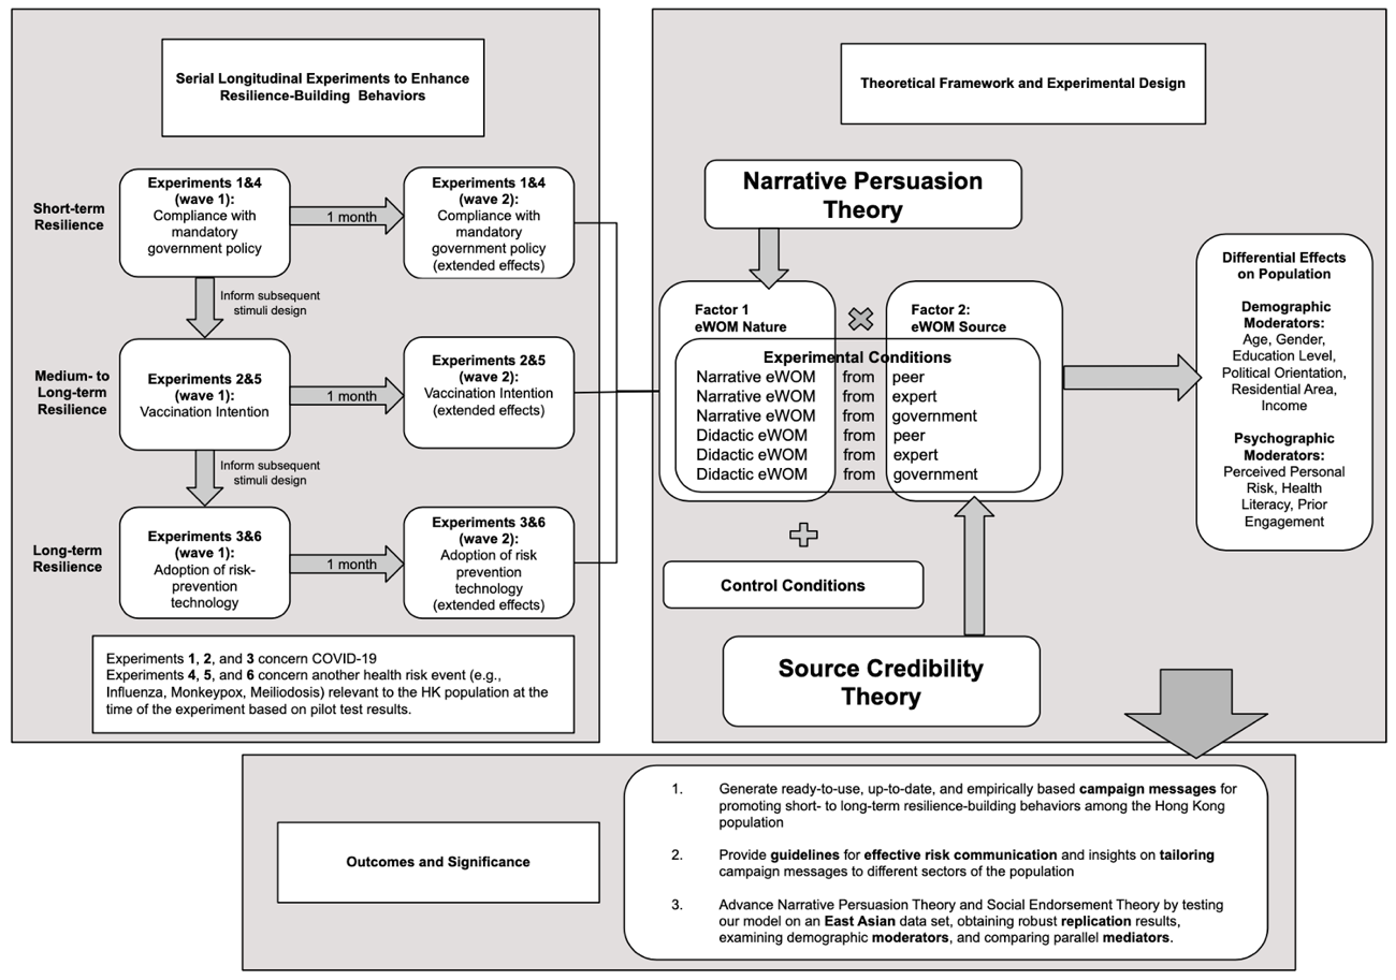 Serial Longitudinal Experiments to Enhance
Resilience-Building Behaviors
Short-term
Resilience
Experiments 1&4
(wave 1):
Compliance with
mandatory
government policy
1 month
Experiments 1&4
(wave 2):
Compliance with
mandatory
government policy
(extended effects)
Inform subsequent
stimuli design
Medium- to
Long-term
Resilience
Experiments 2&5
(wave 1):
Vaccination Intention
1 month
Experiments 2&5
(wave 2):
Vaccination Intention
(extended effects)
Inform subsequent
stimuli design
Long-term
Resilience
Experiments 3&6
(wave 1):
Adoption of risk-
prevention
technology
1 month
Experiments 3&6
(wave 2):
Adoption of risk
prevention
technology
(extended effects)
Experiments 1, 2, and 3 concern COVID-19
Experiments 4, 5, and 6 concern another health risk event (e.g.,
Influenza, Monkeypox, Meiliodosis) relevant to the HK population at the
time of the experiment based on pilot test results.
Theoretical Framework and Experimental Design
Narrative Persuasion
Theory
Factor 1
eWOM Nature
Factor 2:
eWOM Source
Experimental Conditions
Narrative eWOM from peer
Narrative eWOM from expert
Narrative eWOM from government
Didactic eWOM from peer
Didactic eWOM from expert
Didactic eWOM from government
Control Conditions
Source Credibility
Theory
Differential Effects
on Population
Demographic
Moderators:
Age, Gender,
Education Level,
Political Orientation,
Residential Area,
Income
Psychographic
Moderators:
Perceived Personal
Risk, Health
Literacy, Prior
Engagement
Outcomes and Significance
1. Generate ready-to-use, up-to-date, and empirically based campaign messages for
promoting short- to long-term resilience-building behaviors among the Hong Kong
population
2. Provide guidelines for effective risk communication and insights on tailoring
campaign messages to different sectors of the population
3. Advance Narrative Persuasion Theory and Social Endorsement Theory by testing
our model on an East Asian data set, obtaining robust replication results,
examining demographic moderators, and comparing parallel mediators.